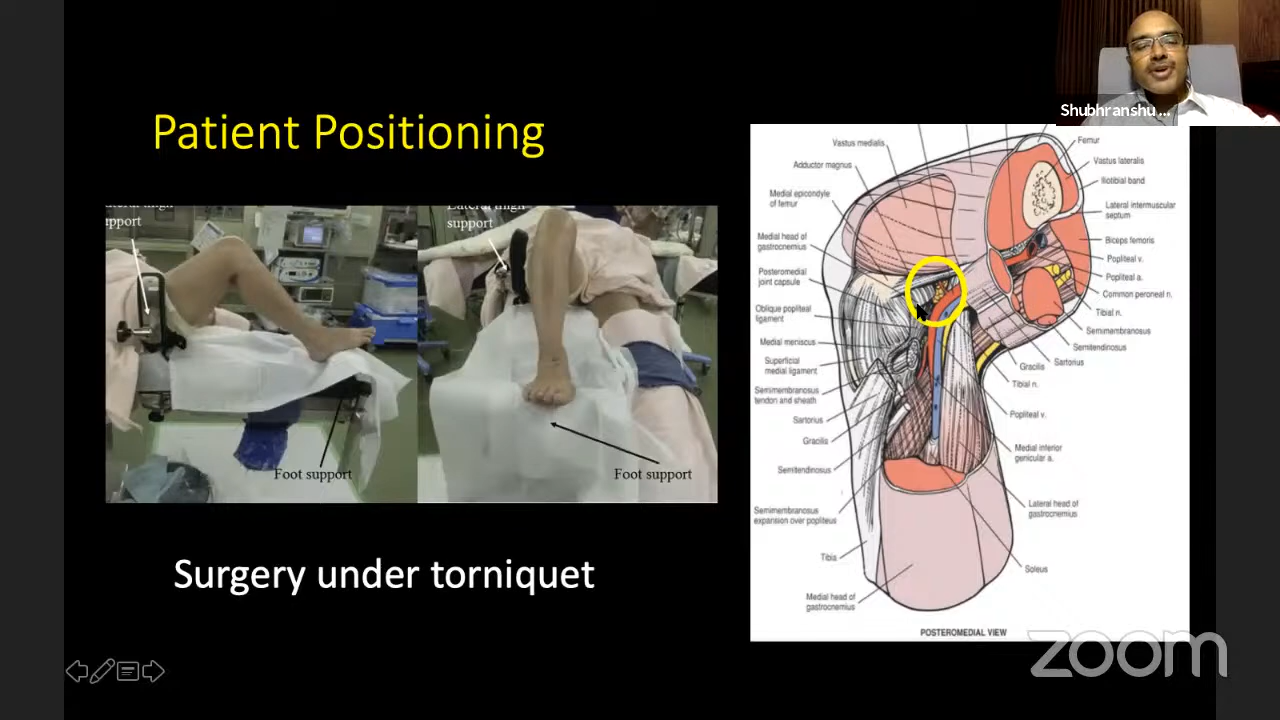 Shubhranshu ...
Patient Positioning
support
Lateral thigh
support
Foot support
Foot support
Surgery under torniquet
Vastus medialis
Adductor magnus
Medial epicondyle
of femur
Medial head of
gastrocnemius
Posteromedial
joint capsule
Oblique popliteal
ligament
Medial meniscus
Superficial
medial ligament
Semimembranosus
tendon and sheath
Sartorius
Gracilis
Semitendinosus
Semimembranosus
expansion over popliteus
Tibia
Medial head of
gastrocnemius
Femur
Vastus lateralis
Iliotibial band
Lateral intermuscular
septum
Biceps femoris
Popliteal v.
Popliteal a.
Common peroneal n.
Tibial n.
Semimembranosus
Semitendinosus
Sartorius
Gracilis
Tibial n.
Popliteal v.
Medial inferior
genicular a.
Lateral head of
gastrocnemius
Soleus
POSTEROMEDIAL VIEW
zoom